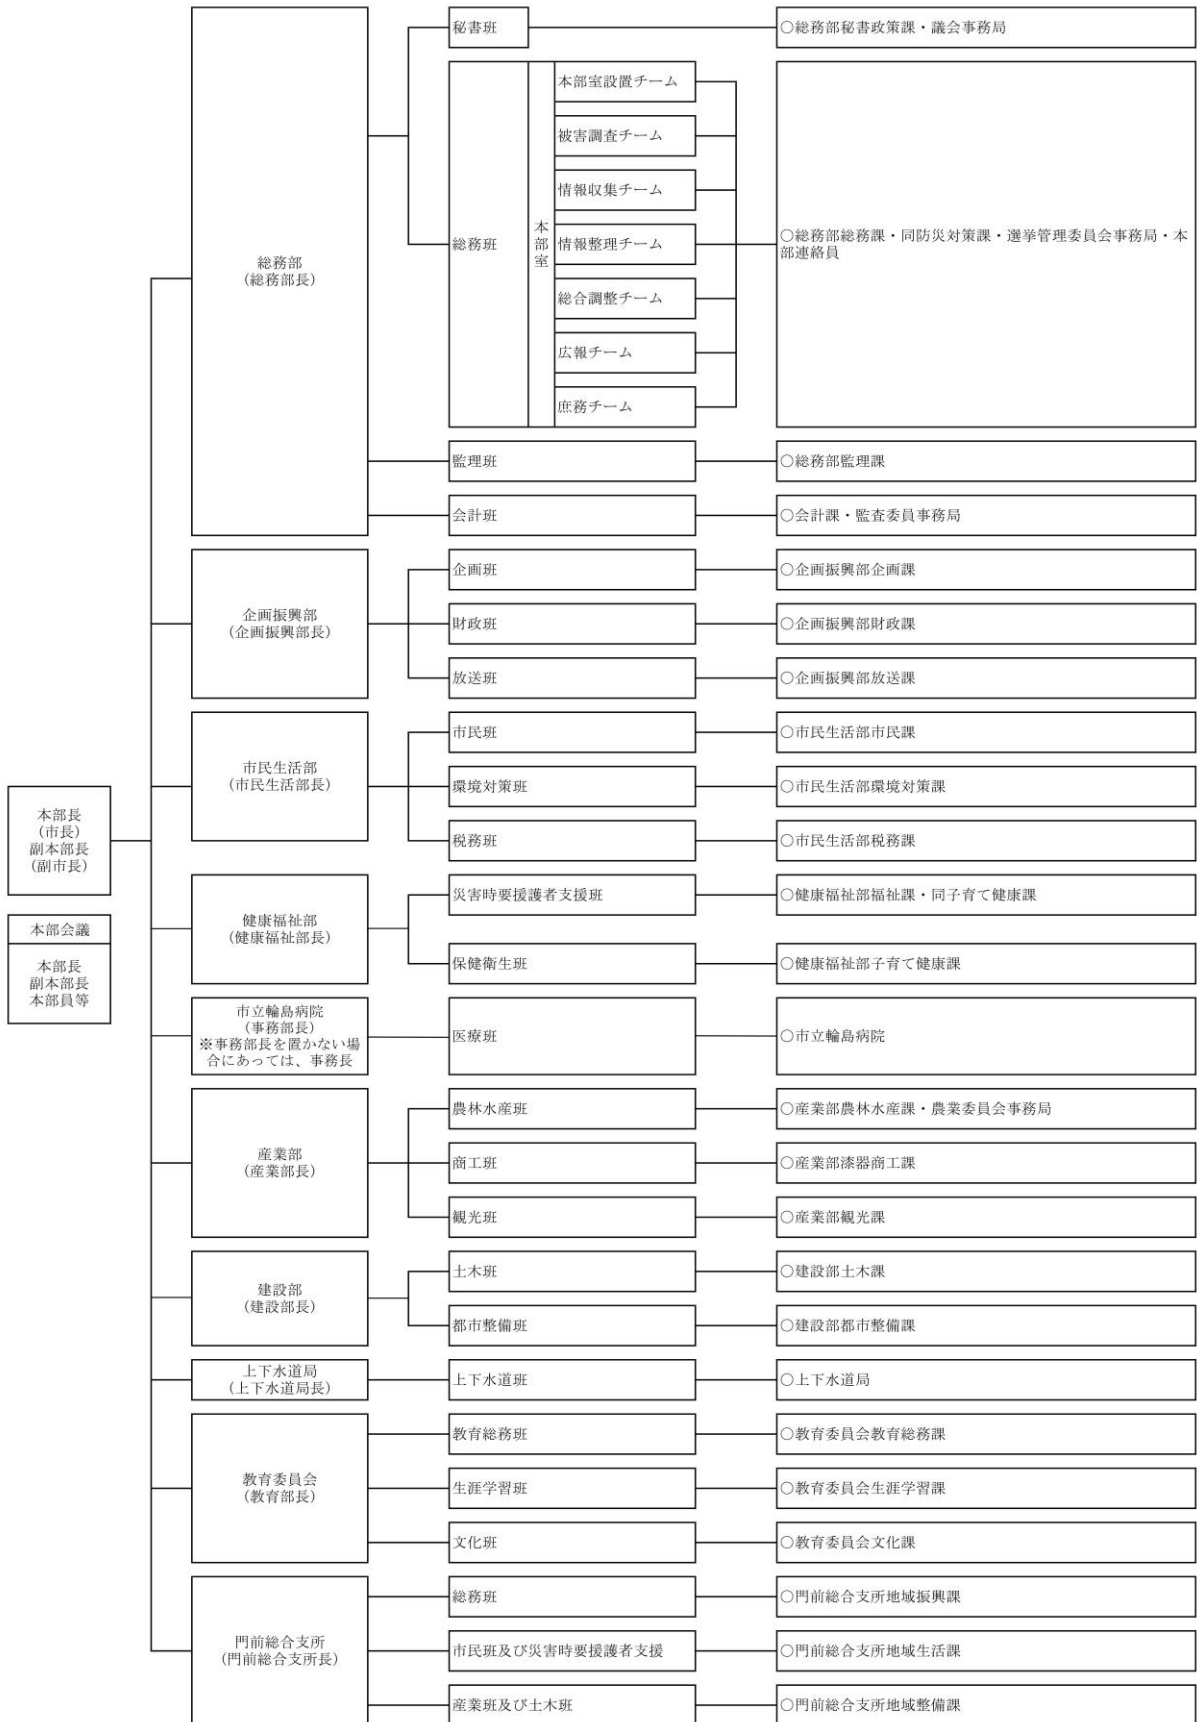 本部長
(市長)
副本部長
(副市長)
本部会議
本部長
副本部長
本部員等
総務部
(総務部長)
秘書班
○総務部秘書政策課・議会事務局
総務班
本部室
本部室設置チーム
被害調査チーム
情報収集チーム
情報整理チーム
総合調整チーム
広報チーム
庶務チーム
○総務部総務課・同防災対策課・選挙管理委員会事務局・本
部連絡員
監理班
○総務部監理課
会計班
○会計課・監査委員事務局
企画振興部
(企画振興部長)
企画班
○企画振興部企画課
財政班
○企画振興部財政課
放送班
○企画振興部放送課
市民生活部
(市民生活部長)
市民班
○市民生活部市民課
環境対策班
○市民生活部環境対策課
税務班
○市民生活部税務課
健康福祉部
(健康福祉部長)
災害時要援護者支援班
○健康福祉部福祉課・同子育て健康課
保健衛生班
○健康福祉部子育て健康課
市立輪島病院
(事務部長)
※事務部長を置かない場
合にあっては、事務長
医療班
○市立輪島病院
産業部
(産業部長)
農林水産班
○産業部農林水産課・農業委員会事務局
商工班
○産業部漆器商工課
観光班
○産業部観光課
建設部
(建設部長)
土木班
○建設部土木課
都市整備班
○建設部都市整備課
上下水道局
(上下水道局長)
上下水道班
○上下水道局
教育委員会
(教育部長)
教育総務班
○教育委員会教育総務課
生涯学習班
○教育委員会生涯学習課
文化班
○教育委員会文化課
門前総合支所
(門前総合支所長)
総務班
○門前総合支所地域振興課
市民班及び災害時要援護者支援
○門前総合支所地域生活課
産業班及び土木班
○門前総合支所地域整備課